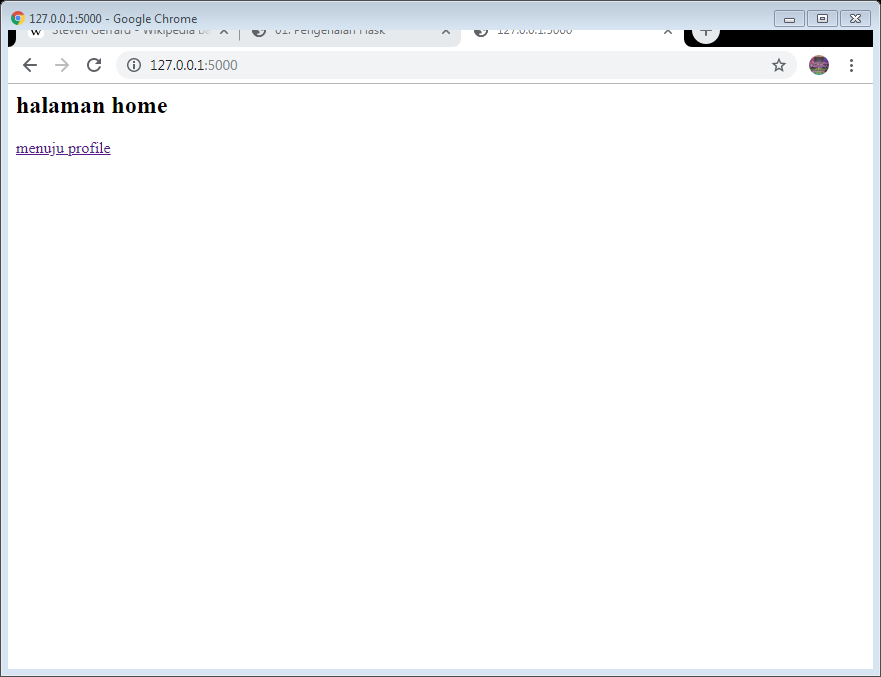 127.0.0.1:5000 - Google Chrome
Steven Gerrard - Wikipedia ba
01. Pengenalan Flask
127.0.0.1:5000
127.0.0.1:5000
halaman home
menuju profile